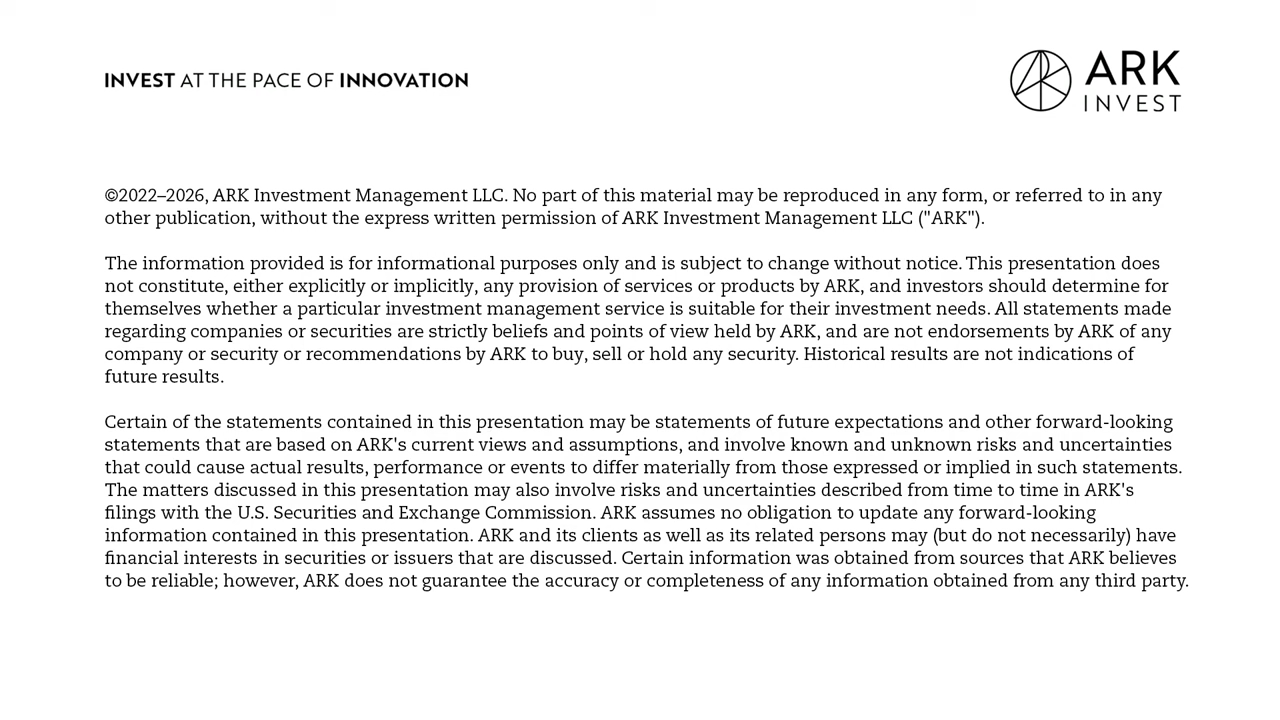 INVEST AT THE PACE OF INNOVATION
ARK
INVEST
©2022–2026, ARK Investment Management LLC. No part of this material may be reproduced in any form, or referred to in any
other publication, without the express written permission of ARK Investment Management LLC ("ARK").
The information provided is for informational purposes only and is subject to change without notice. This presentation does
not constitute, either explicitly or implicitly, any provision of services or products by ARK, and investors should determine for
themselves whether a particular investment management service is suitable for their investment needs. All statements made
regarding companies or securities are strictly beliefs and points of view held by ARK, and are not endorsements by ARK of any
company or security or recommendations by ARK to buy, sell or hold any security. Historical results are not indications of
future results.
Certain of the statements contained in this presentation may be statements of future expectations and other forward-looking
statements that are based on ARK's current views and assumptions, and involve known and unknown risks and uncertainties
that could cause actual results, performance or events to differ materially from those expressed or implied in such statements.
The matters discussed in this presentation may also involve risks and uncertainties described from time to time in ARK's
filings with the U.S. Securities and Exchange Commission. ARK assumes no obligation to update any forward-looking
information contained in this presentation. ARK and its clients as well as its related persons may (but do not necessarily) have
financial interests in securities or issuers that are discussed. Certain information was obtained from sources that ARK believes
to be reliable; however, ARK does not guarantee the accuracy or completeness of any information obtained from any third party.